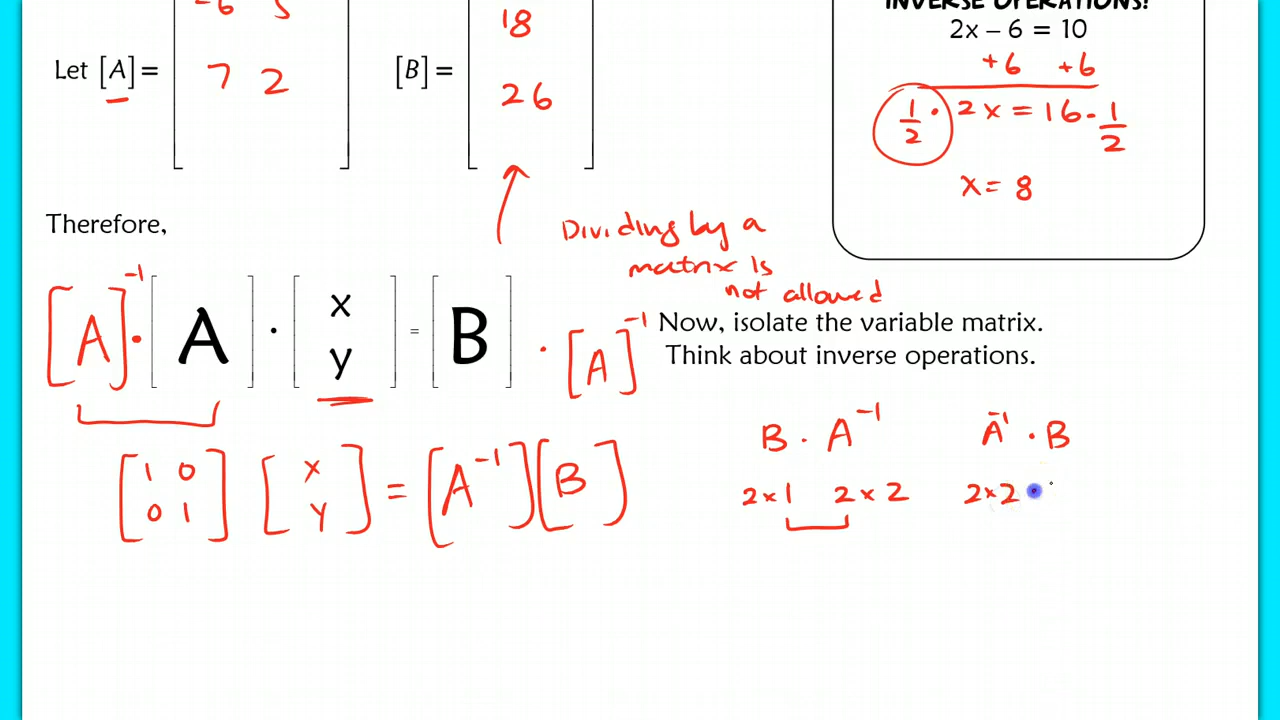 INVERSE OPERATIONS!
2x – 6 = 10
+6 +6
1/2 · 2x = 16 · 1/2
x = 8
-6 5
Let [A] = 7 2
18
[B] = 26
Therefore,
Dividing by a
matrix is
not allowed
[A]⁻¹ · [A] · [x y] = [B] · [A]⁻¹
Now, isolate the variable matrix.
Think about inverse operations.
[1 0 0 1] [x y] = [A⁻¹] [B]
B · A⁻¹ A⁻¹ · B
2×1 2×2 2×2